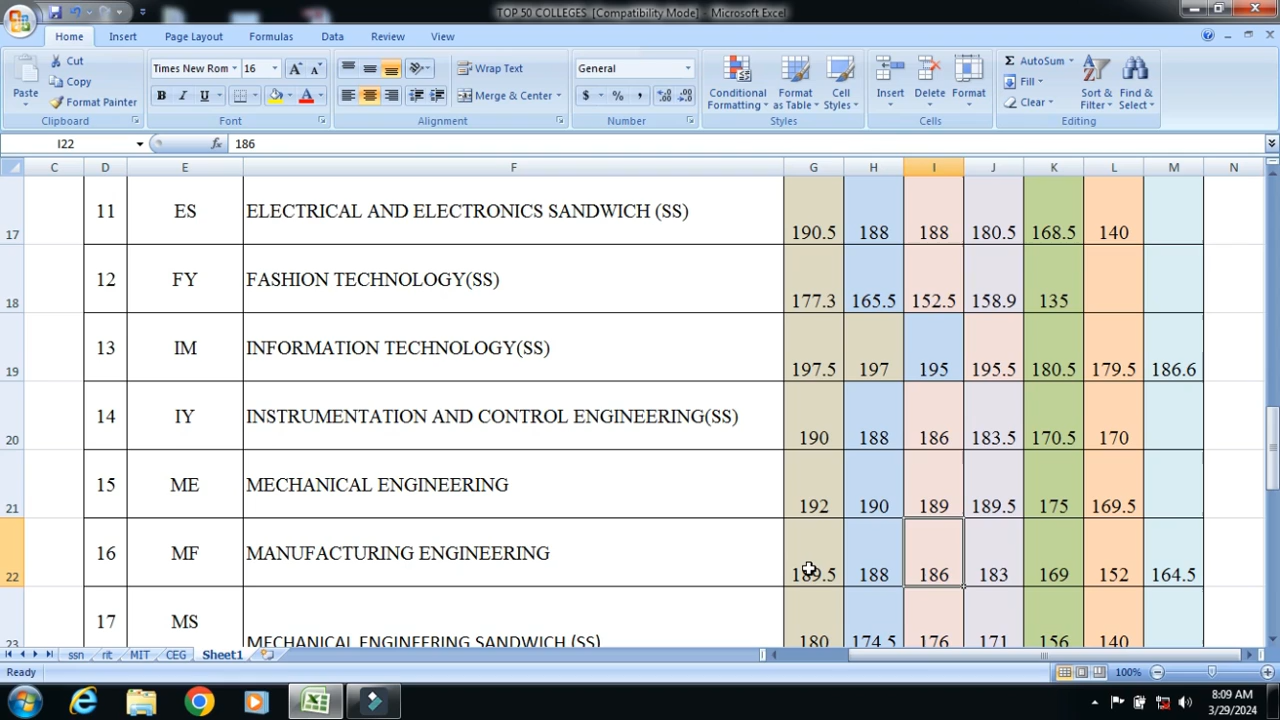 TOP 50 COLLEGES [Compatibility Mode] - Microsoft Excel
Home Insert Page Layout Formulas Data Review View
Paste Cut Copy Format Painter Clipboard
Times New Rom 16 B I U A Font
Wrap Text Merge & Center Alignment
General $ % , Number
Conditional Formatting Format as Table Cell Styles Styles
Insert Delete Format Cells
AutoSum Fill Clear Sort & Filter Find & Select Editing
I22 fx 186
C D E F G H I J K L M N
17 11 ES ELECTRICAL AND ELECTRONICS SANDWICH (SS) 190.5 188 188 180.5 168.5 140
18 12 FY FASHION TECHNOLOGY(SS) 177.3 165.5 152.5 158.9 135
19 13 IM INFORMATION TECHNOLOGY(SS) 197.5 197 195 195.5 180.5 179.5 186.6
20 14 IY INSTRUMENTATION AND CONTROL ENGINEERING(SS) 190 188 186 183.5 170.5 170
21 15 ME MECHANICAL ENGINEERING 192 190 189 189.5 175 169.5
22 16 MF MANUFACTURING ENGINEERING 189.5 188 186 183 169 152 164.5
23 17 MS MECHANICAL ENGINEERING SANDWICH (SS) 180 174.5 176 171 156 140
ssn rit MIT CEG Sheet1
Ready 100%
8:09 AM
3/29/2024